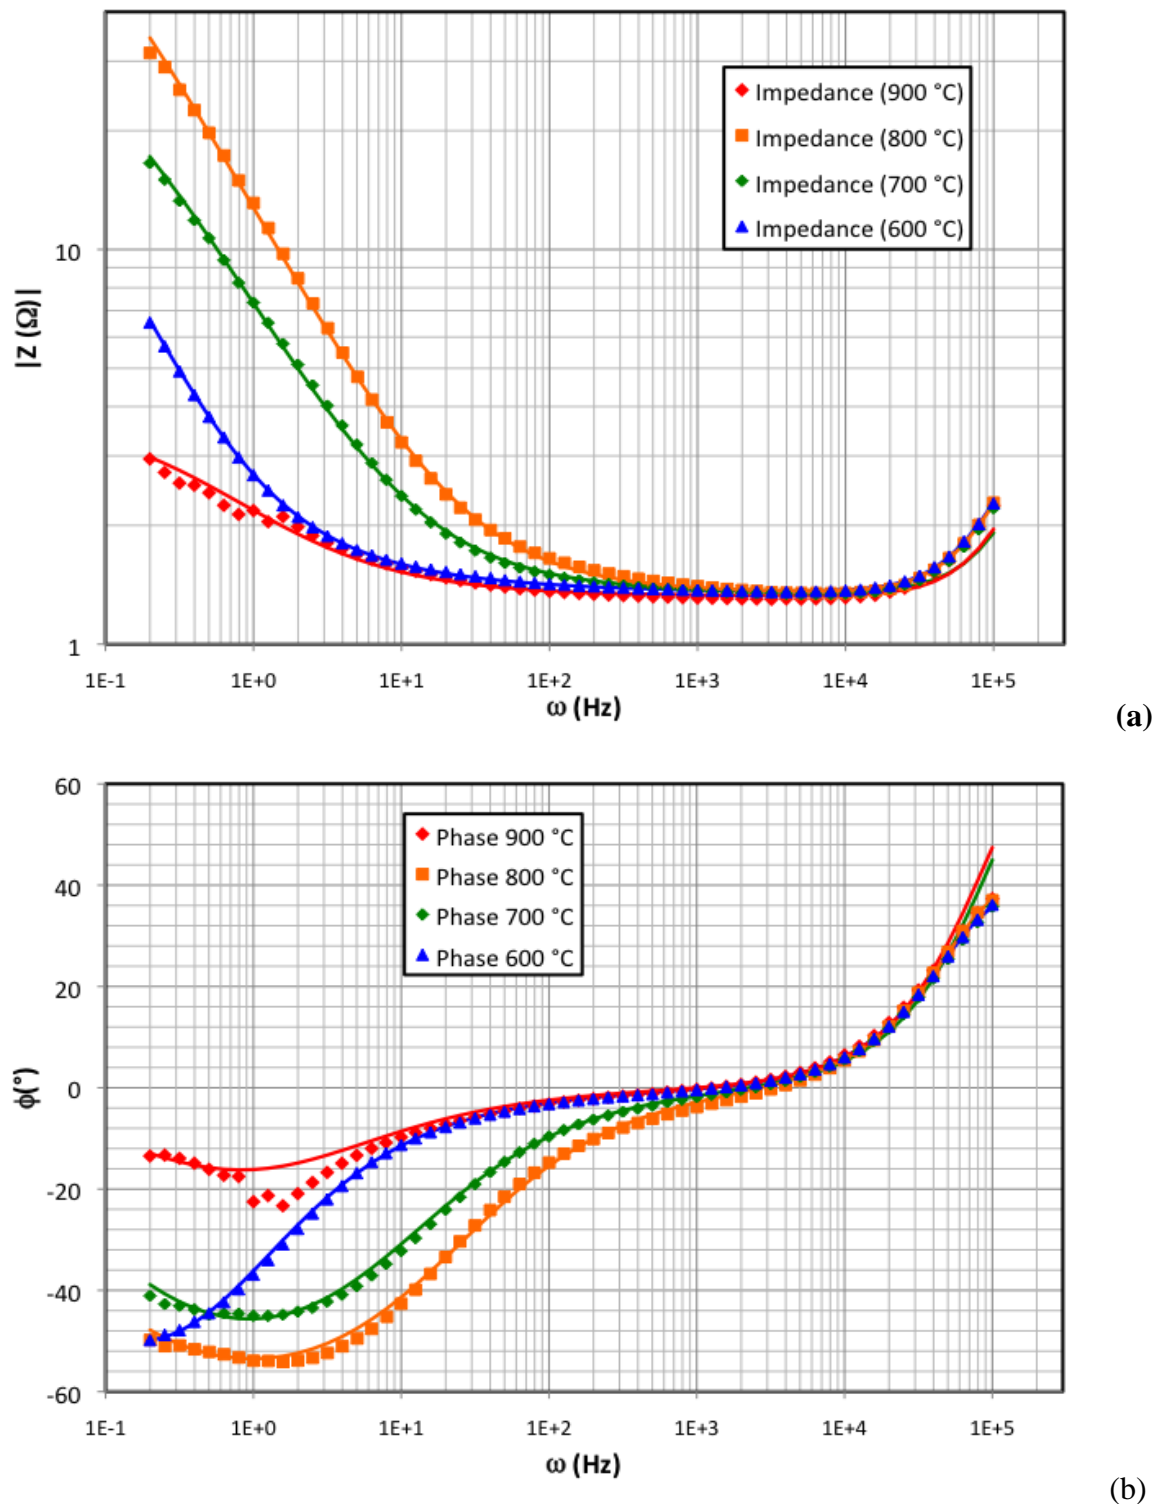 Impedance (900 °C)
Impedance (800 °C)
Impedance (700 °C)
Impedance (600 °C)
10
1
|Z (Ω)|
1E-1 1E+0 1E+1 1E+2 1E+3 1E+4 1E+5
ω (Hz)
(a)
60
40
20
0
-20
-40
-60
ϕ(°)
Phase 900 °C
Phase 800 °C
Phase 700 °C
Phase 600 °C
1E-1 1E+0 1E+1 1E+2 1E+3 1E+4 1E+5
ω (Hz)
(b)